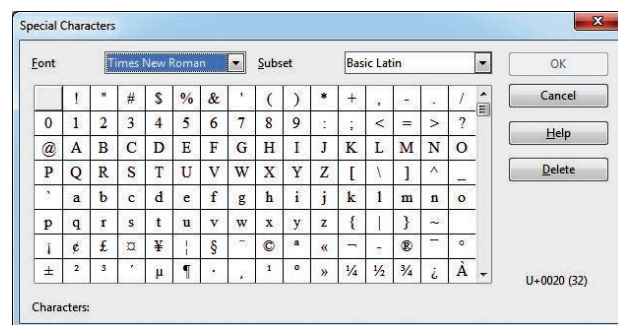 Special Characters
Font Times New Roman Subset Basic Latin OK
! " # $ % & ' ( ) * + , - . / Cancel
0 1 2 3 4 5 6 7 8 9 : ; < = > ? Help
@ A B C D E F G H I J K L M N O
P Q R S T U V W X Y Z [ \ ] ^ _ Delete
` a b c d e f g h i j k l m n o
p q r s t u v w x y z { | } ~
¡ ¢ £ ¤ ¥ ¦ § ¨ © ª « ¬ - ® ¯ °
± ² ³ ´ µ ¶ · ¸ ¹ º » ¼ ½ ¾ ¿ À
U+0020 (32)
Characters: